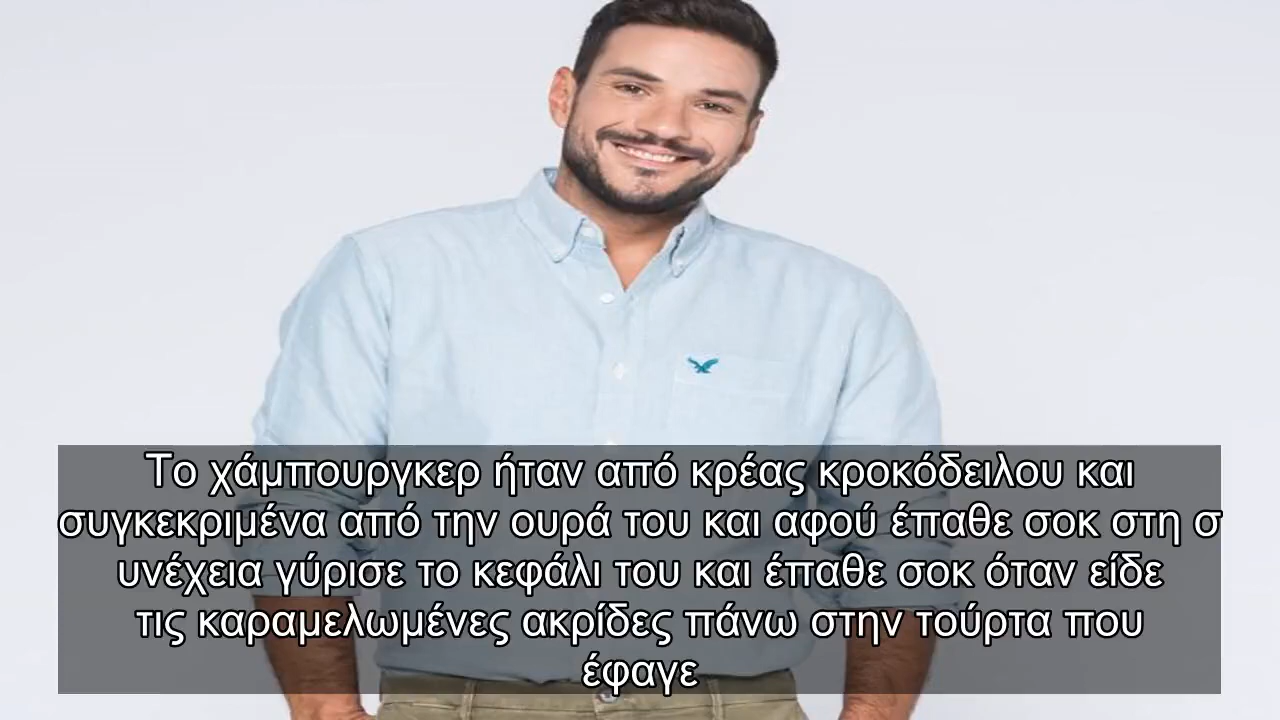 Το χάμπουργκερ ήταν από κρέας κροκόδειλου και
συγκεκριμένα από την ουρά του και αφού έπαθε σοκ στη σ
υνέχεια γύρισε το κεφάλι του και έπαθε σοκ όταν είδε
τις καραμελωμένες ακρίδες πάνω στην τούρτα που
έφαγε